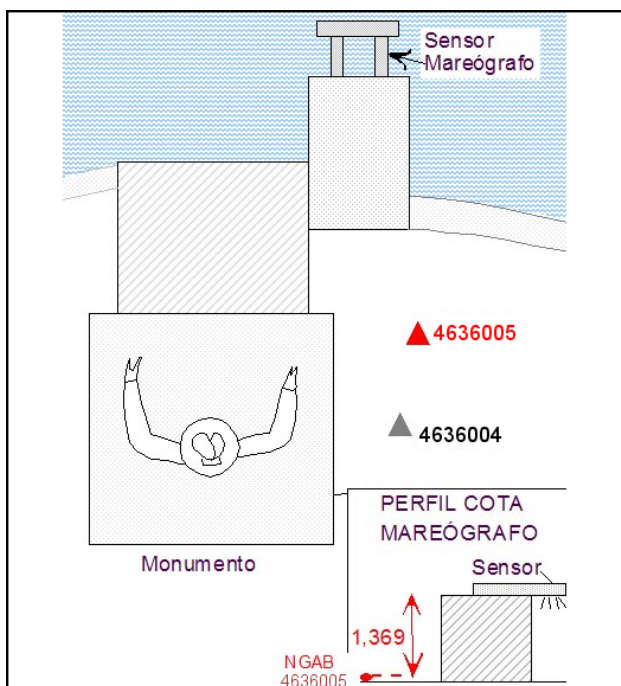 Sensor
Mareógrafo
4636005
4636004
PERFIL COTA
MAREÓGRAFO
Monumento
Sensor
1,369
NGAB
4636005